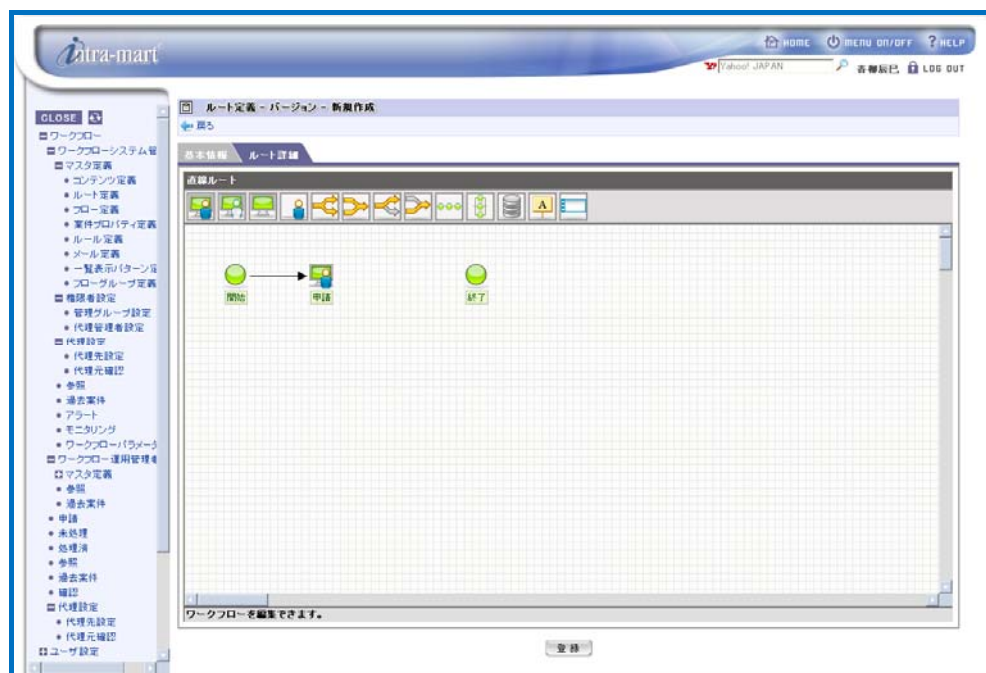 intra-mart
HOME MENU ON/OFF ? HELP
Yahoo! JAPAN 青柳辰巳 LOG OUT
CLOSE
ワークフロー
ワークフローシステム管
マスタ定義
コンテンツ定義
ルート定義
フロー定義
案件プロパティ定義
ルール定義
メール定義
一覧表示パターン定
フローグループ定義
権限者設定
管理グループ設定
代理管理者設定
代理設定
代理先設定
代理元確認
参照
過去案件
アラート
モニタリング
ワークフローパラメータ
ワークフロー運用管理者
マスタ定義
参照
過去案件
申請
未処理
処理済
参照
過去案件
確認
代理設定
代理先設定
代理元確認
ユーザ設定
ルート定義 - バージョン - 新規作成
戻る
基本情報 ルート詳細
直線ルート
A
開始 申請 終了
ワークフローを編集できます。
登録